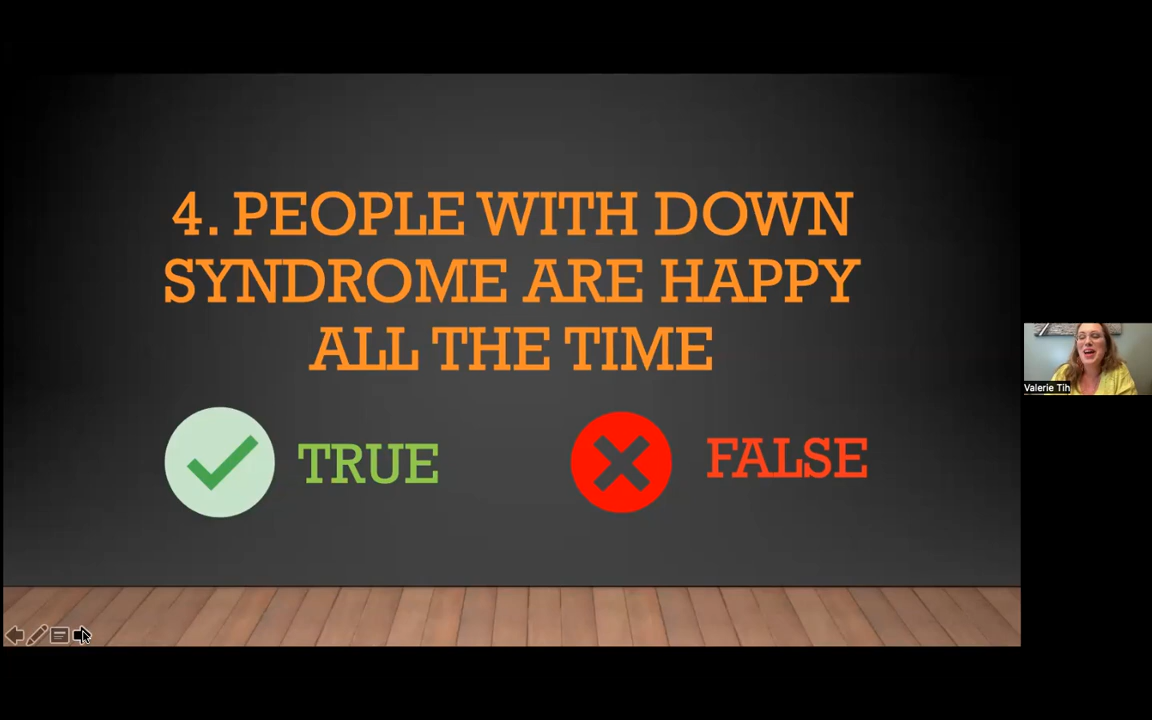 4. PEOPLE WITH DOWN
SYNDROME ARE HAPPY
ALL THE TIME
TRUE
FALSE
Valerie Tih